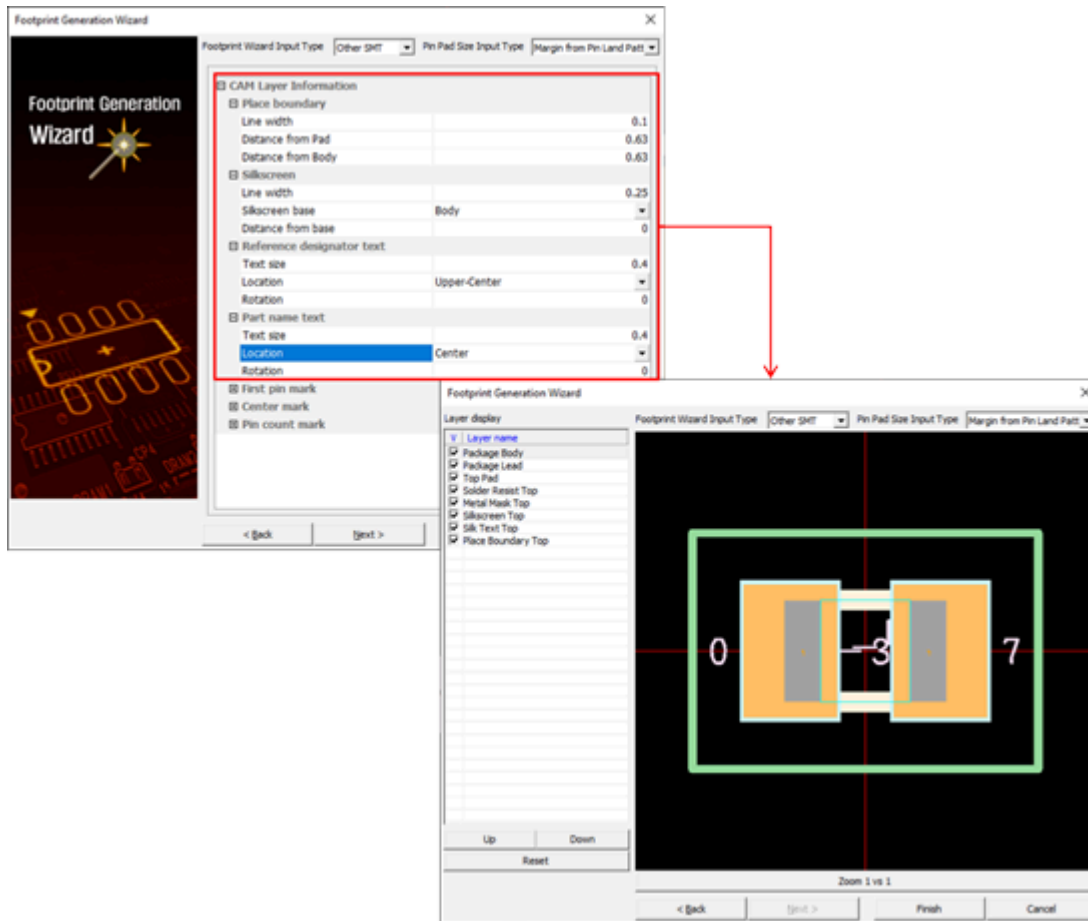 Footprint Generation Wizard
Footprint Wizard Input Type Other SMT Pin Pad Size Input Type Margin from Pin Land Patt
Footprint Generation
Wizard
CAM Layer Information
Place boundary
Line width 0.1
Distance from Pad 0.63
Distance from Body 0.63
Silkscreen
Line width 0.25
Silkscreen base Body
Distance from base 0
Reference designator text
Text size 0.4
Location Upper-Center
Rotation 0
Part name text
Text size 0.4
Location Center
Rotation 0
First pin mark
Center mark
Pin count mark
< Back Next >
Footprint Generation Wizard
Layer display Footprint Wizard Input Type Other SMT Pin Pad Size Input Type Margin from Pin Land Patt
V Layer name
Package Body
Package Lead
Top Pad
Solder Resist Top
Metal Mask Top
Silkscreen Top
Silk Text Top
Place Boundary Top
0 3 7
Up Down
Reset
Zoom 1 vs 1
< Back Next > Finish Cancel